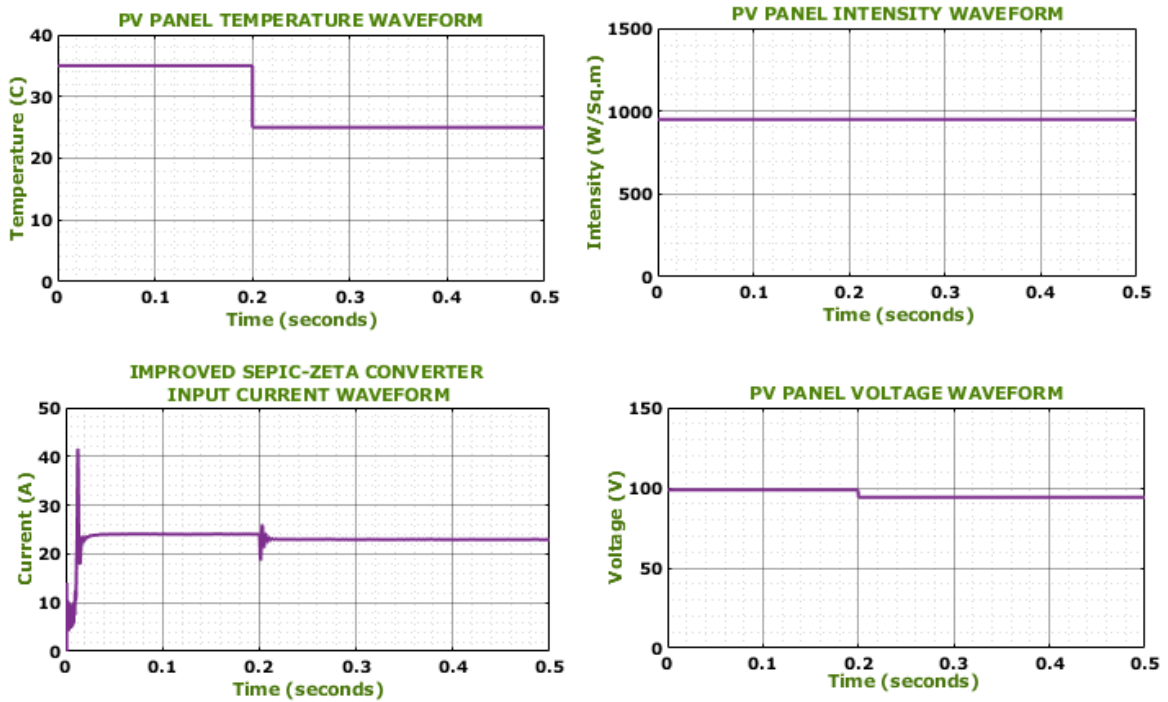 PV PANEL TEMPERATURE WAVEFORM
40
30
20
10
0
Temperature (C)
0 0.1 0.2 0.3 0.4 0.5
Time (seconds)
PV PANEL INTENSITY WAVEFORM
1500
1000
500
0
Intensity (W/Sq.m)
0 0.1 0.2 0.3 0.4 0.5
Time (seconds)
IMPROVED SEPIC-ZETA CONVERTER
INPUT CURRENT WAVEFORM
50
40
30
20
10
0
Current (A)
0 0.1 0.2 0.3 0.4 0.5
Time (seconds)
PV PANEL VOLTAGE WAVEFORM
150
100
50
0
Voltage (V)
0 0.1 0.2 0.3 0.4 0.5
Time (seconds)